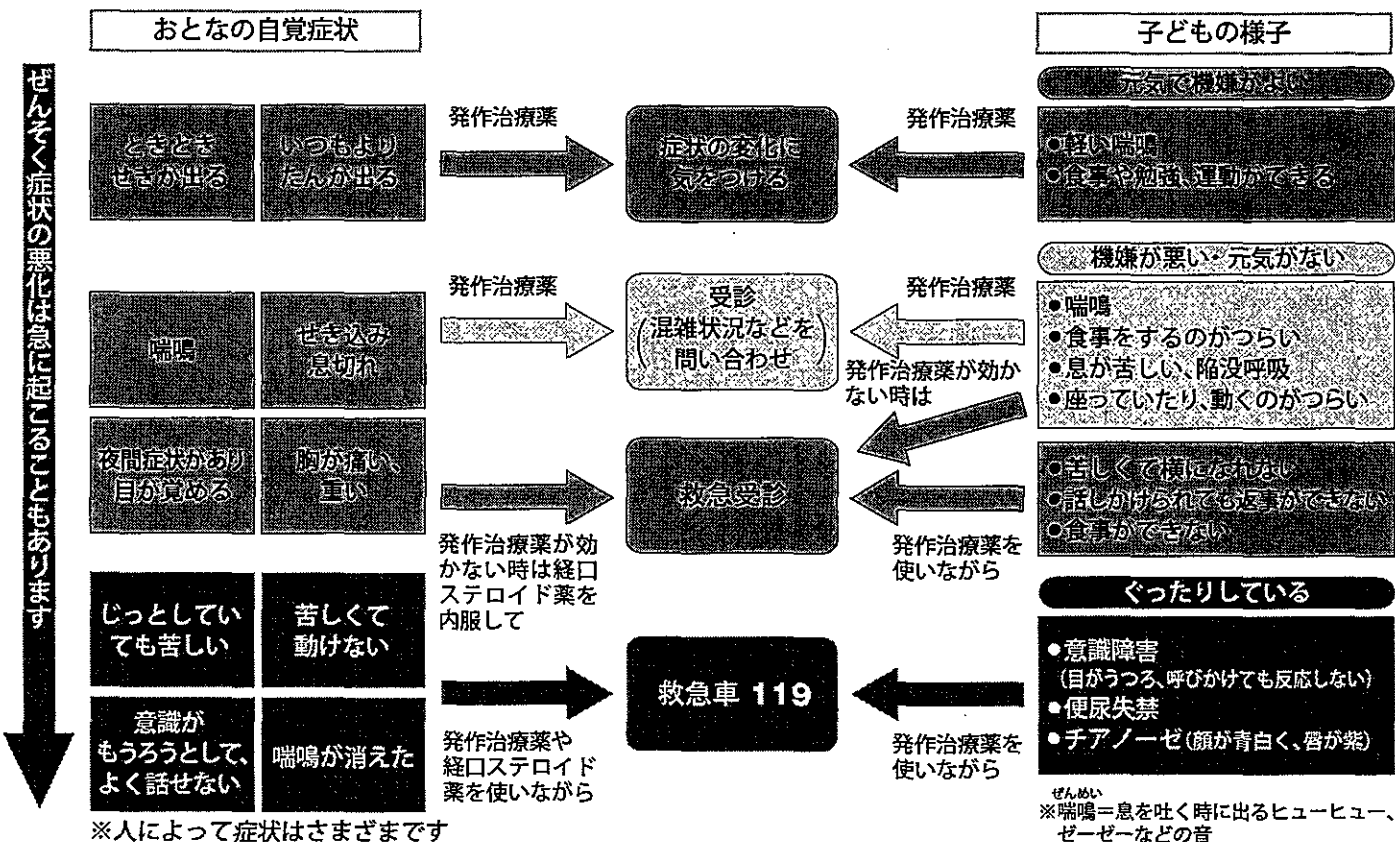 おとなの自覚症状
子どもの様子
ぜんそく症状の悪化は急に起こることもあります
ときどき
せきが出る
いつもより
たんが出る
発作治療薬
症状の変化に
気をつける
発作治療薬
元気で機嫌がよい
●軽い喘鳴
●食事や勉強、運動ができる
喘鳴
せき込み
息切れ
発作治療薬
受診
(混雑状況などを
問い合わせ)
発作治療薬
機嫌が悪い・元気がない
●喘鳴
●食事をするのがつらい
●息が苦しい、陥没呼吸
●座っていたり、動くのがつらい
発作治療薬が効か
ない時は
夜間症状があり
目が覚める
胸が痛い、
重い
発作治療薬が効
かない時は経口
ステロイド薬を
内服して
救急受診
発作治療薬を
使いながら
●苦しくて横になれない
●話しかけられても返事ができない
●食事ができない
じっとしてい
ても苦しい
苦しくて
動けない
意識が
もうろうとして、
よく話せない
喘鳴が消えた
発作治療薬や
経口ステロイド
薬を使いながら
救急車 119
発作治療薬を
使いながら
ぐったりしている
●意識障害
(目がうつろ、呼びかけても反応しない)
●便尿失禁
●チアノーゼ(顔が青白く、唇が紫)
※人によって症状はさまざまです
ぜんめい
※喘鳴=息を吐く時に出るヒューヒュー、
ゼーゼーなどの音